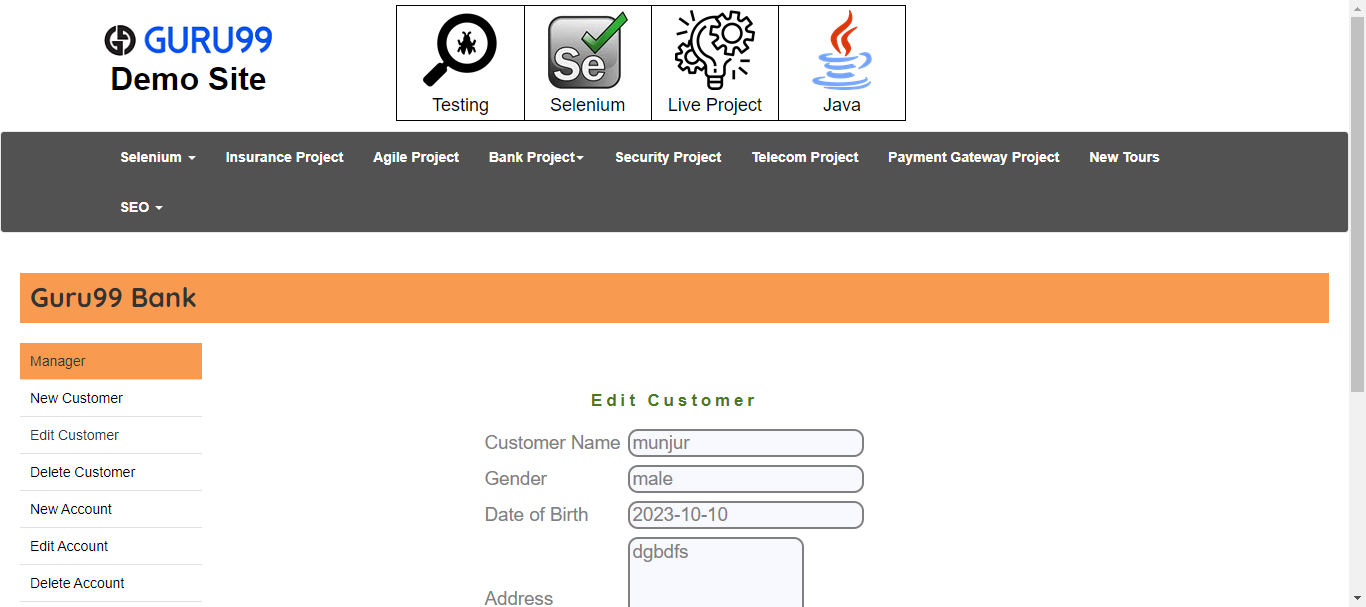 GURU99
Demo Site
Se
Testing Selenium Live Project Java
Selenium Insurance Project Agile Project Bank Project Security Project Telecom Project Payment Gateway Project New Tours
SEO
Guru99 Bank
Manager
New Customer
Edit Customer
Delete Customer
New Account
Edit Account
Delete Account
Edit Customer
Customer Name munjur
Gender male
Date of Birth 2023-10-10
dgbdfs
Address